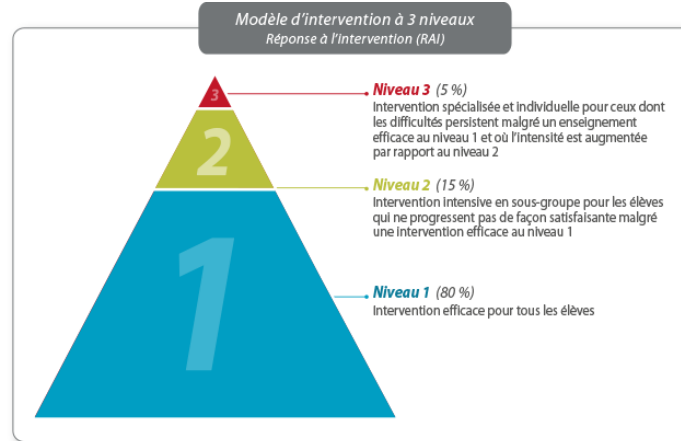 Modèle d'intervention à 3 niveaux
Réponse à l'intervention (RAI)
3
Niveau 3 (5 %)
Intervention spécialisée et individuelle pour ceux dont
les difficultés persistent malgré un enseignement
efficace au niveau 1 et où l'intensité est augmentée
par rapport au niveau 2
2
Niveau 2 (15 %)
Intervention intensive en sous-groupe pour les élèves
qui ne progressent pas de façon satisfaisante malgré
une intervention efficace au niveau 1
1
Niveau 1 (80 %)
Intervention efficace pour tous les élèves